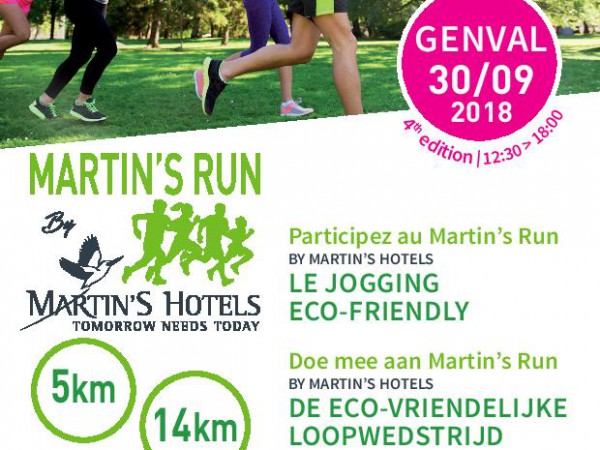 GENVAL
30/09
2018
4th edition | 12:30 > 18:00
MARTIN'S RUN
By
MARTIN'S HOTELS
TOMORROW NEEDS TODAY
5km
14km
Participez au Martin's Run
BY MARTIN'S HOTELS
LE JOGGING
ECO-FRIENDLY
Doe mee aan Martin's Run
BY MARTIN'S HOTELS
DE ECO-VRIENDELIJKE
LOOPWEDSTRIJD